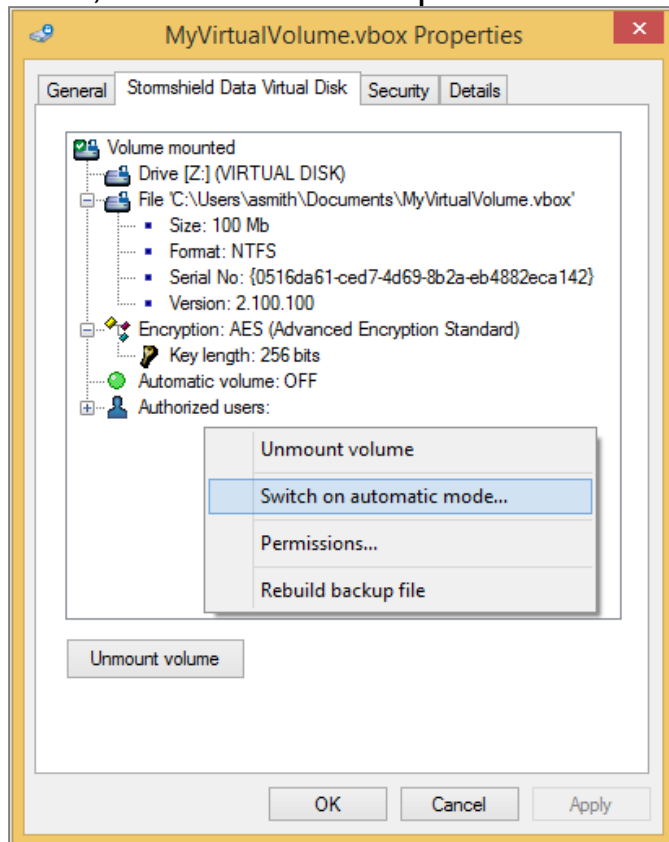 MyVirtualVolume.vbox Properties
General Stormshield Data Virtual Disk Security Details
Volume mounted
Drive [Z:] (VIRTUAL DISK)
File 'C:\Users\asmith\Documents\MyVirtualVolume.vbox'
Size: 100 Mb
Format: NTFS
Serial No: {0516da61-ced7-4d69-8b2a-eb4882eca142}
Version: 2.100.100
Encryption: AES (Advanced Encryption Standard)
Key length: 256 bits
Automatic volume: OFF
Authorized users:
Unmount volume
Switch on automatic mode...
Permissions...
Rebuild backup file
Unmount volume
OK Cancel Apply